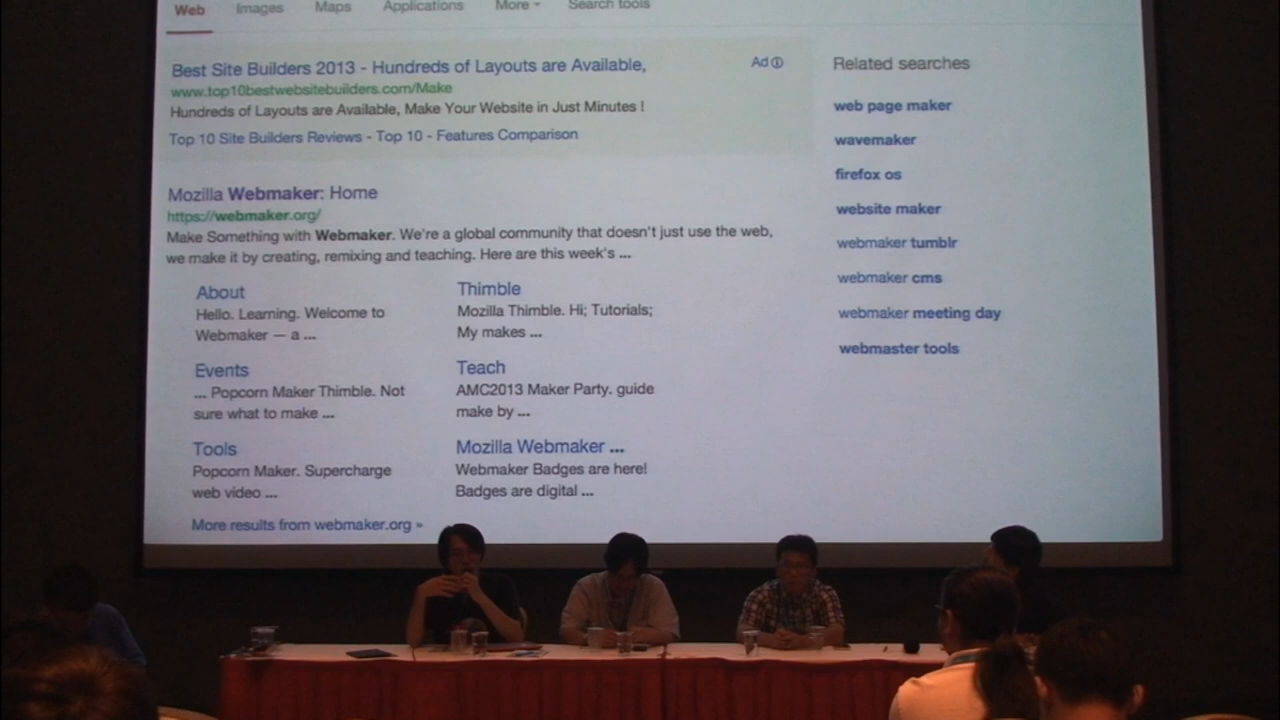 Web Images Maps Applications More Search tools
Best Site Builders 2013 - Hundreds of Layouts are Available,
Ad
www.top10bestwebsitebuilders.com/Make
Hundreds of Layouts are Available, Make Your Website in Just Minutes !
Top 10 Site Builders Reviews - Top 10 - Features Comparison
Mozilla Webmaker: Home
https://webmaker.org/
Make Something with Webmaker. We're a global community that doesn't just use the web,
we make it by creating, remixing and teaching. Here are this week's ...
About
Hello. Learning. Welcome to
Webmaker — a ...
Thimble
Mozilla Thimble. Hi; Tutorials;
My makes ...
Events
... Popcorn Maker Thimble. Not
sure what to make ...
Teach
AMC2013 Maker Party. guide
make by ...
Tools
Popcorn Maker. Supercharge
web video ...
Mozilla Webmaker ...
Webmaker Badges are here!
Badges are digital ...
More results from webmaker.org »
Related searches
web page maker
wavemaker
firefox os
website maker
webmaker tumblr
webmaker cms
webmaker meeting day
webmaster tools